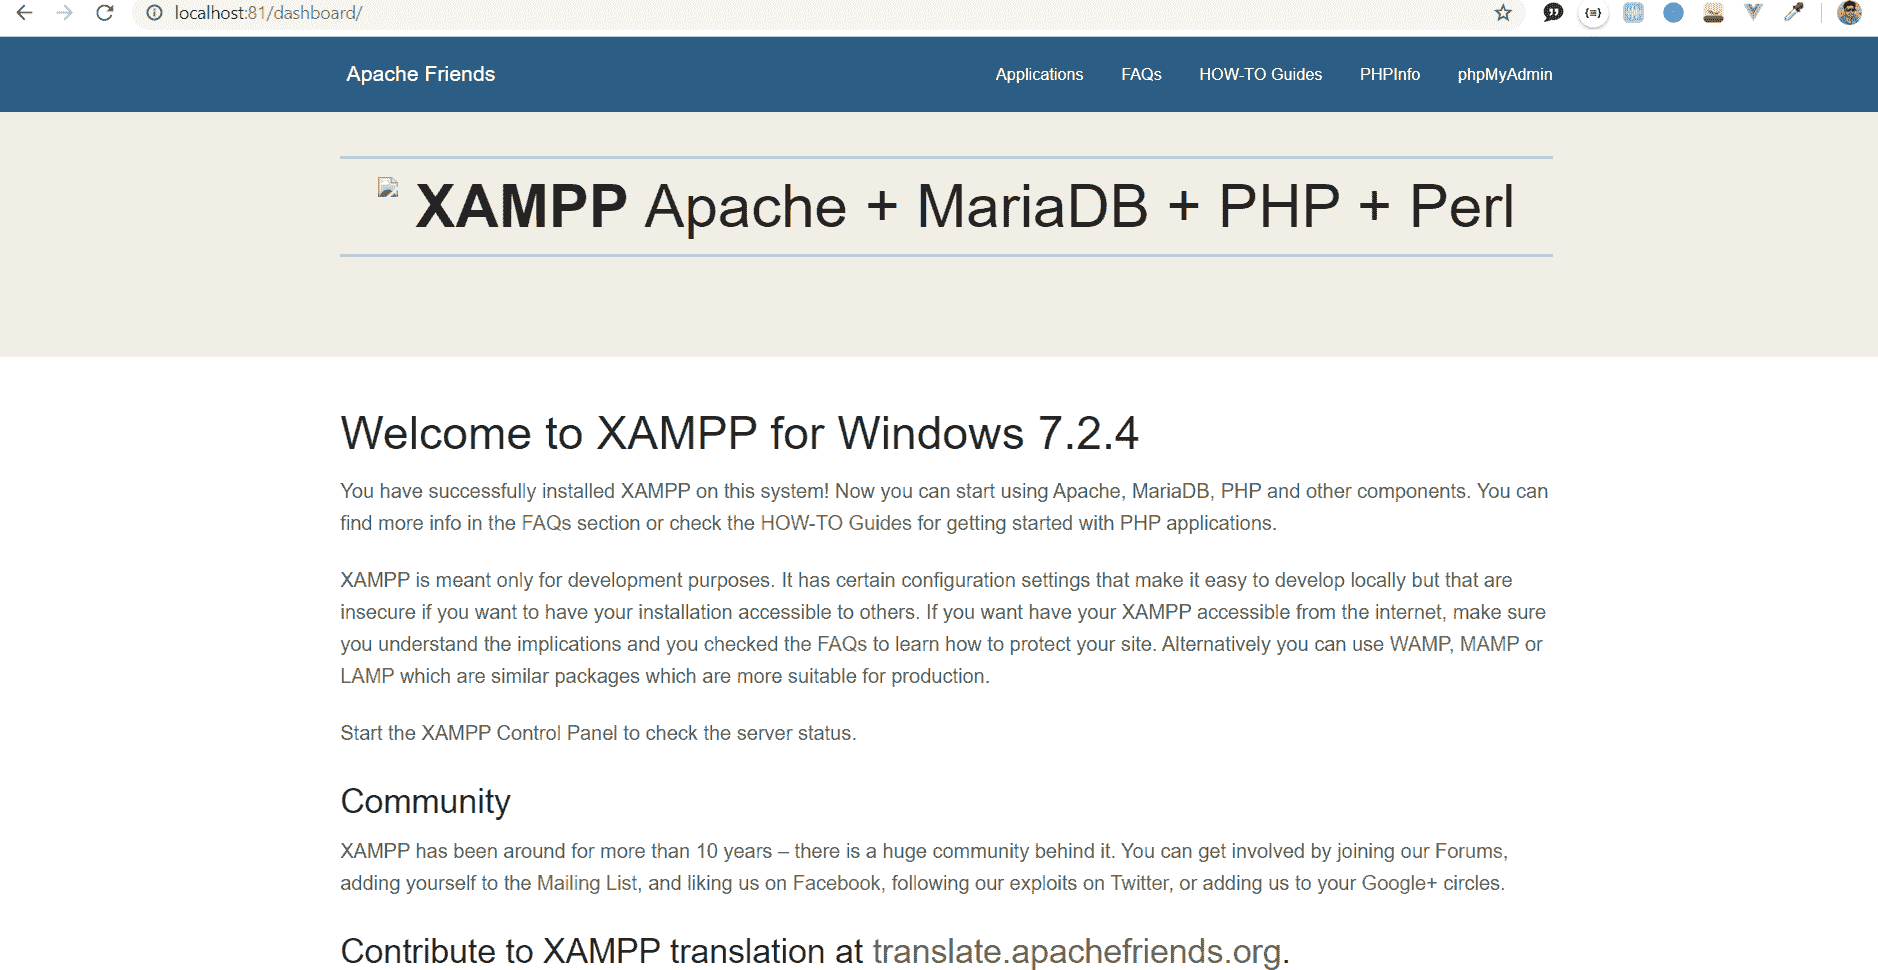 localhost:81/dashboard/
Apache Friends
Applications FAQs HOW-TO Guides PHPInfo phpMyAdmin
XAMPP Apache + MariaDB + PHP + Perl
Welcome to XAMPP for Windows 7.2.4
You have successfully installed XAMPP on this system! Now you can start using Apache, MariaDB, PHP and other components. You can
find more info in the FAQs section or check the HOW-TO Guides for getting started with PHP applications.
XAMPP is meant only for development purposes. It has certain configuration settings that make it easy to develop locally but that are
insecure if you want to have your installation accessible to others. If you want have your XAMPP accessible from the internet, make sure
you understand the implications and you checked the FAQs to learn how to protect your site. Alternatively you can use WAMP, MAMP or
LAMP which are similar packages which are more suitable for production.
Start the XAMPP Control Panel to check the server status.
Community
XAMPP has been around for more than 10 years – there is a huge community behind it. You can get involved by joining our Forums,
adding yourself to the Mailing List, and liking us on Facebook, following our exploits on Twitter, or adding us to your Google+ circles.
Contribute to XAMPP translation at translate.apachefriends.org.